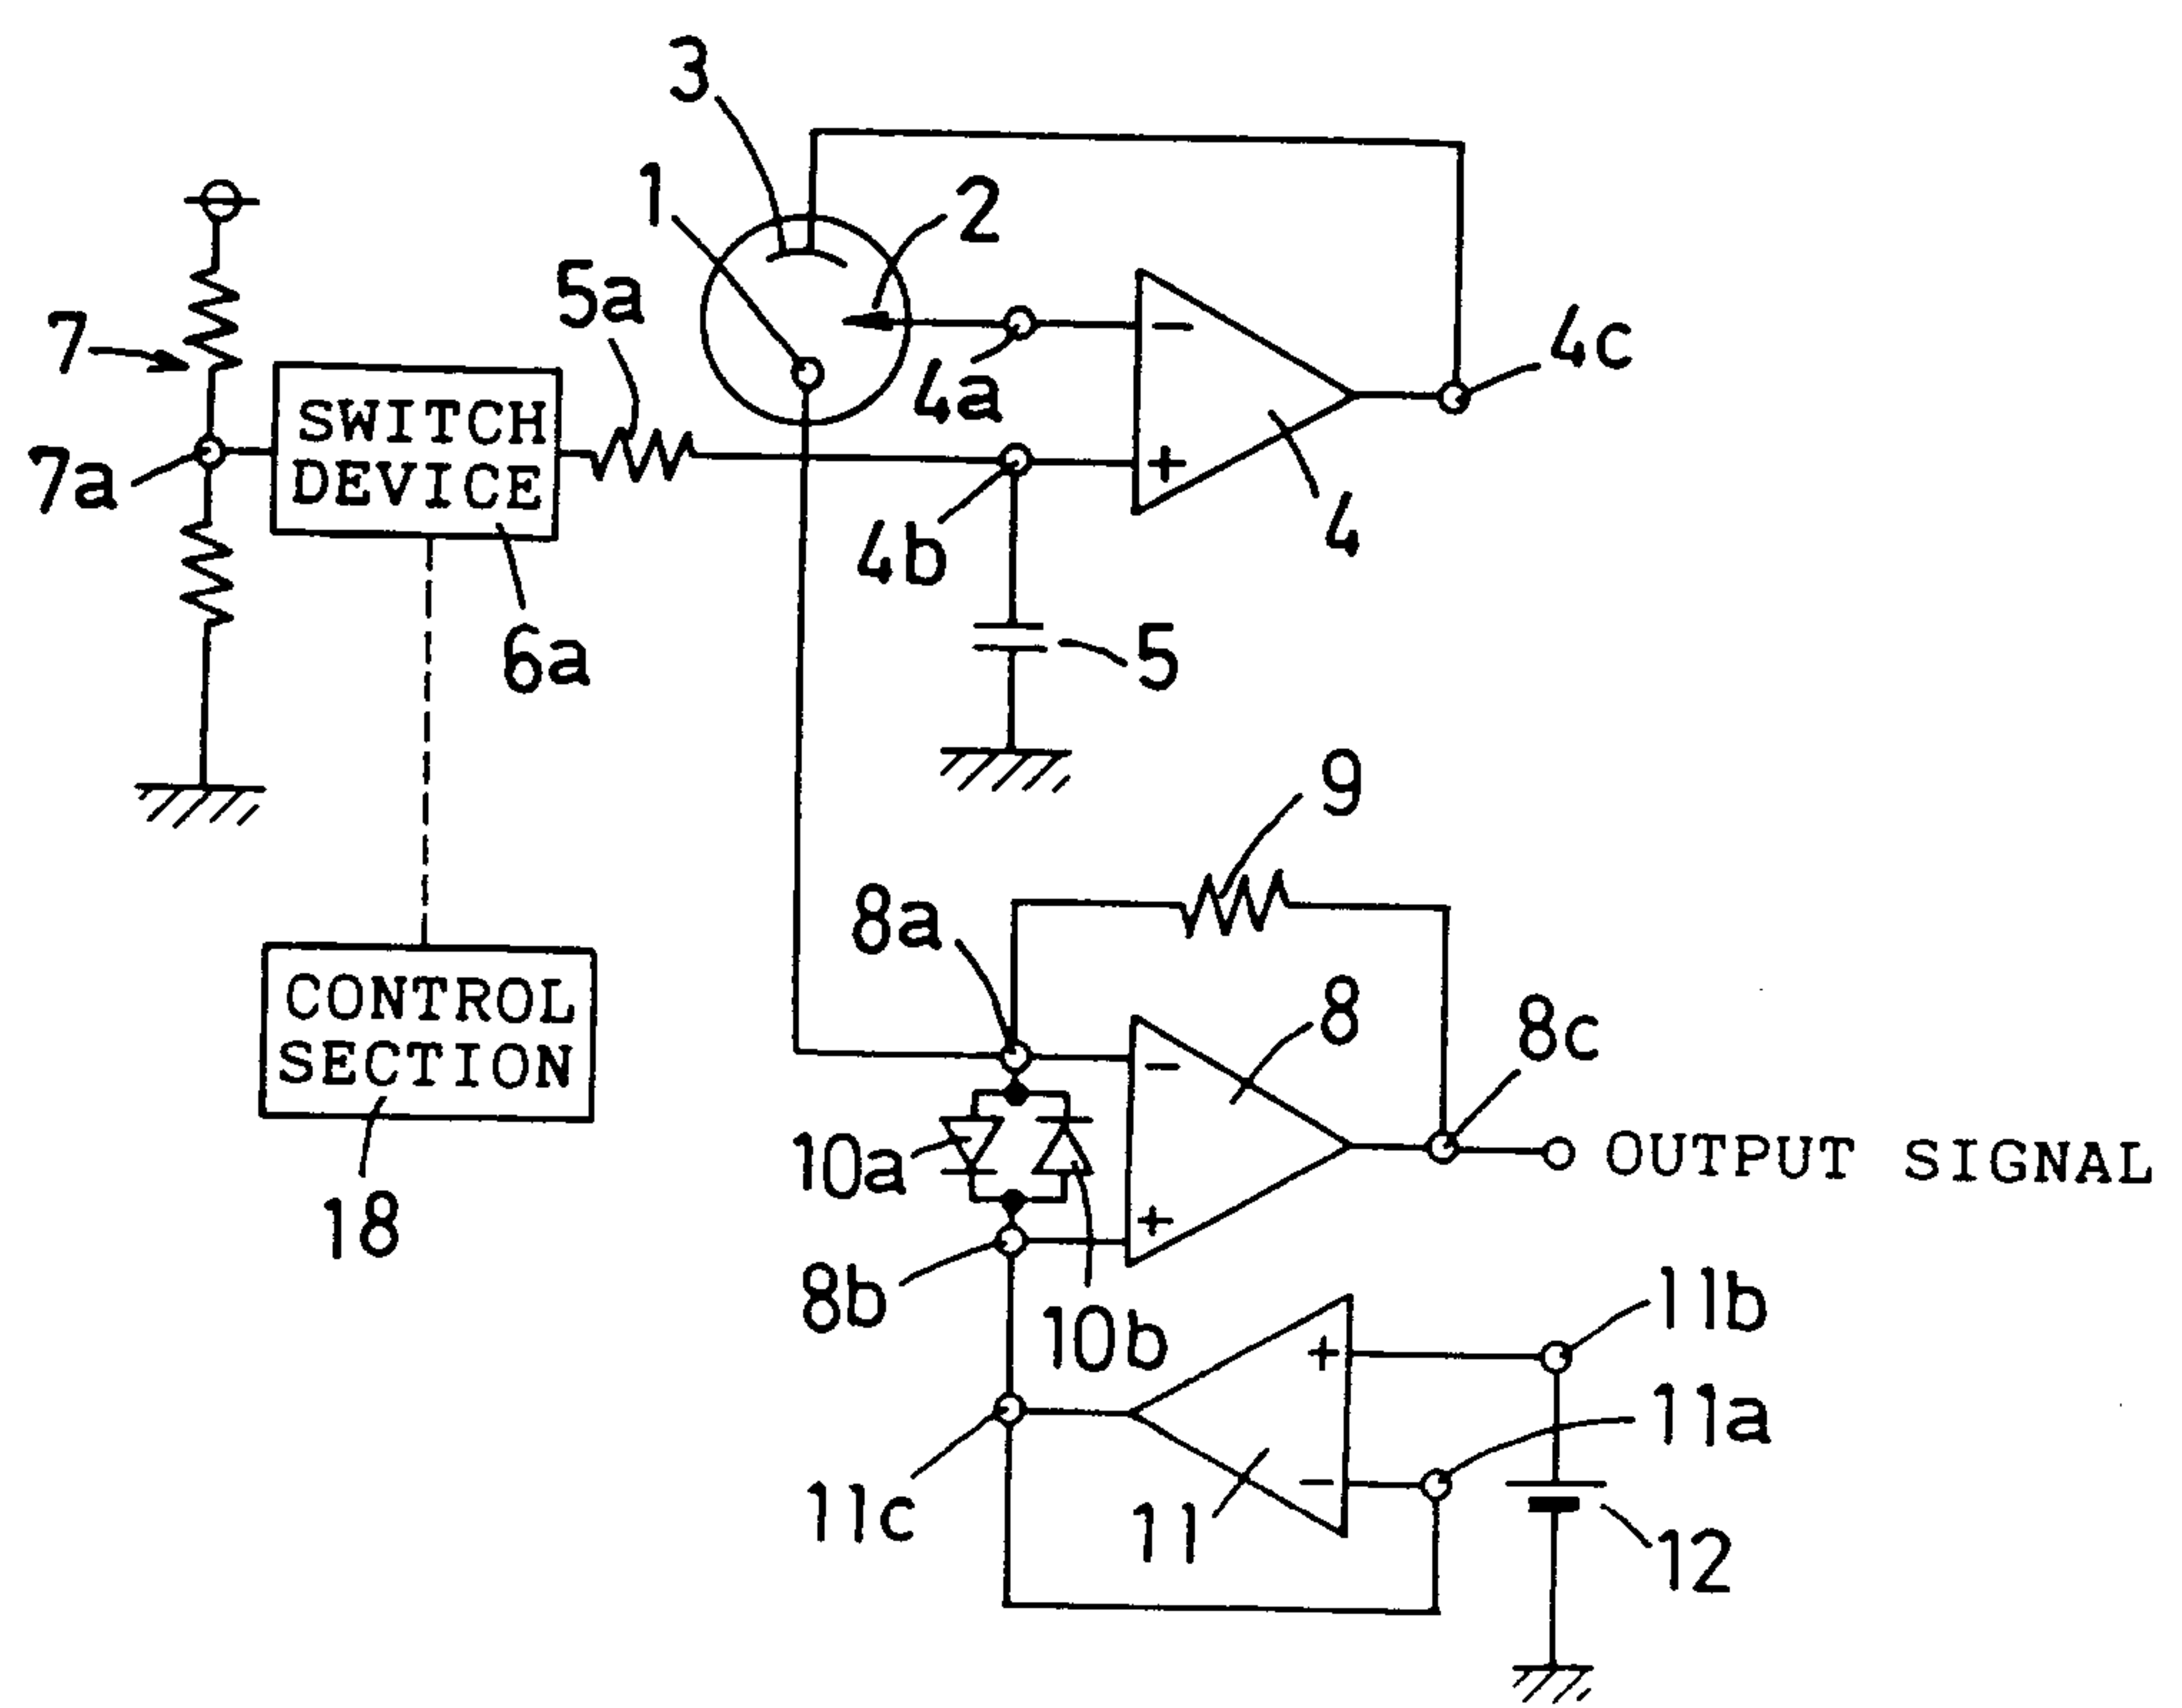 3
1
2
5a
7
4a
4c
SWITCH
DEVICE
7a
−
+
4b
4
6a
5
9
8a
8
8c
CONTROL
SECTION
−
10a
OUTPUT SIGNAL
18
+
8b
10b
11b
+
11a
11c
11
−
12